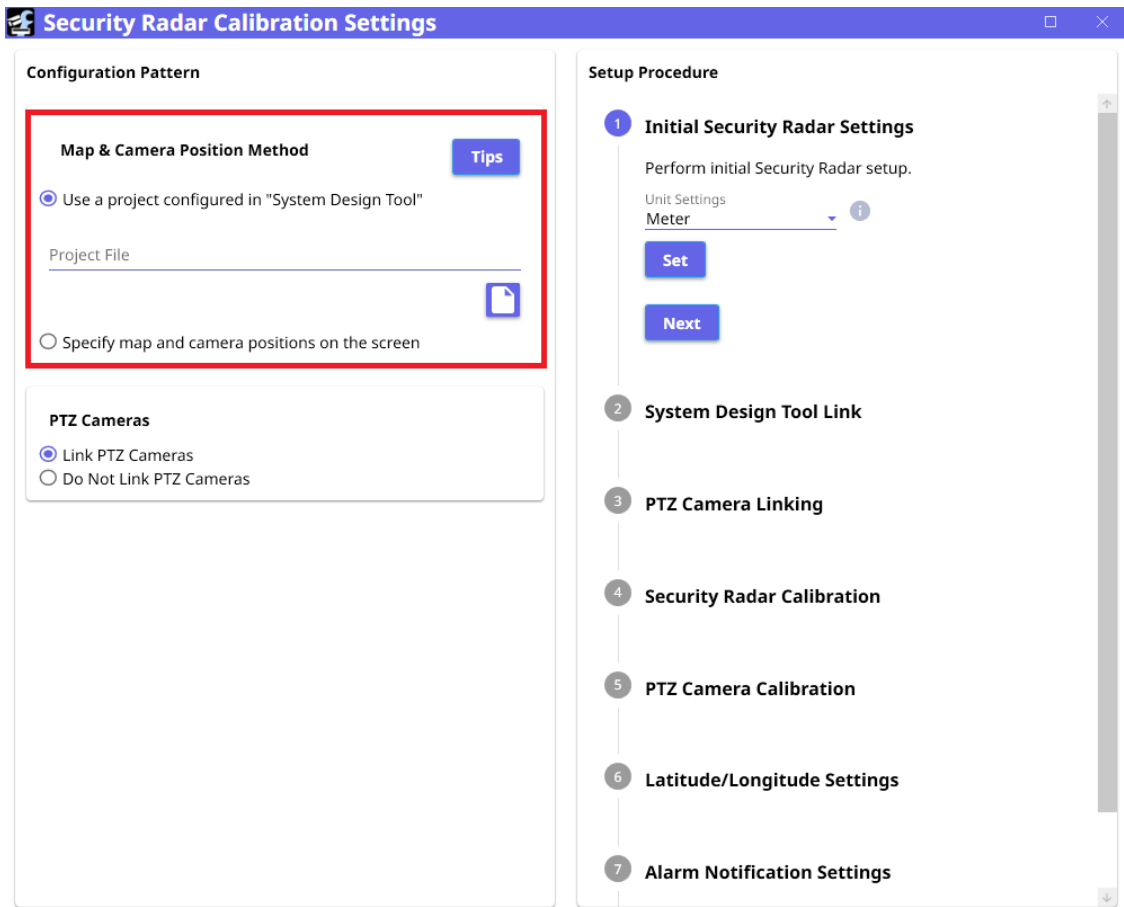 Security Radar Calibration Settings
Configuration Pattern
Map & Camera Position Method
Tips
Use a project configured in "System Design Tool"
Project File
Specify map and camera positions on the screen
PTZ Cameras
Link PTZ Cameras
Do Not Link PTZ Cameras
Setup Procedure
1 Initial Security Radar Settings
Perform initial Security Radar setup.
Unit Settings
Meter
i
Set
Next
2 System Design Tool Link
3 PTZ Camera Linking
4 Security Radar Calibration
5 PTZ Camera Calibration
6 Latitude/Longitude Settings
7 Alarm Notification Settings